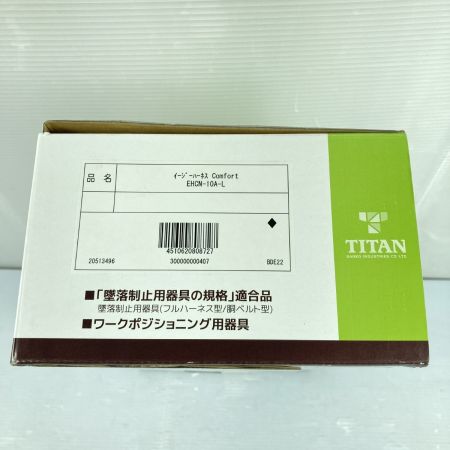 品 名
イージーハーネス Comfort
EHCN-10A-L
4510620808727
20513496
300000000407
BDE22
TITAN
SANKO INDUSTRIES CO LTD
■「墜落制止用器具の規格」適合品
墜落制止用器具(フルハーネス型/胴ベルト型)
■ワークポジショニング用器具